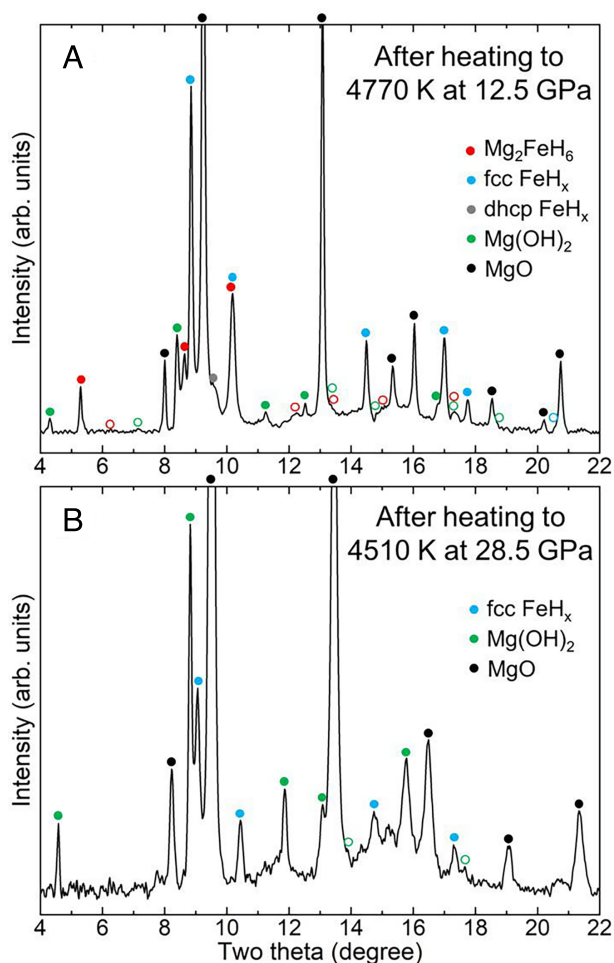 A
After heating to
4770 K at 12.5 GPa
Mg₂FeH₆
fcc FeHₓ
dhcp FeHₓ
Mg(OH)₂
MgO
Intensity (arb. units)
4 6 8 10 12 14 16 18 20 22
B
After heating to
4510 K at 28.5 GPa
fcc FeHₓ
Mg(OH)₂
MgO
Intensity (arb. units)
4 6 8 10 12 14 16 18 20 22
Two theta (degree)